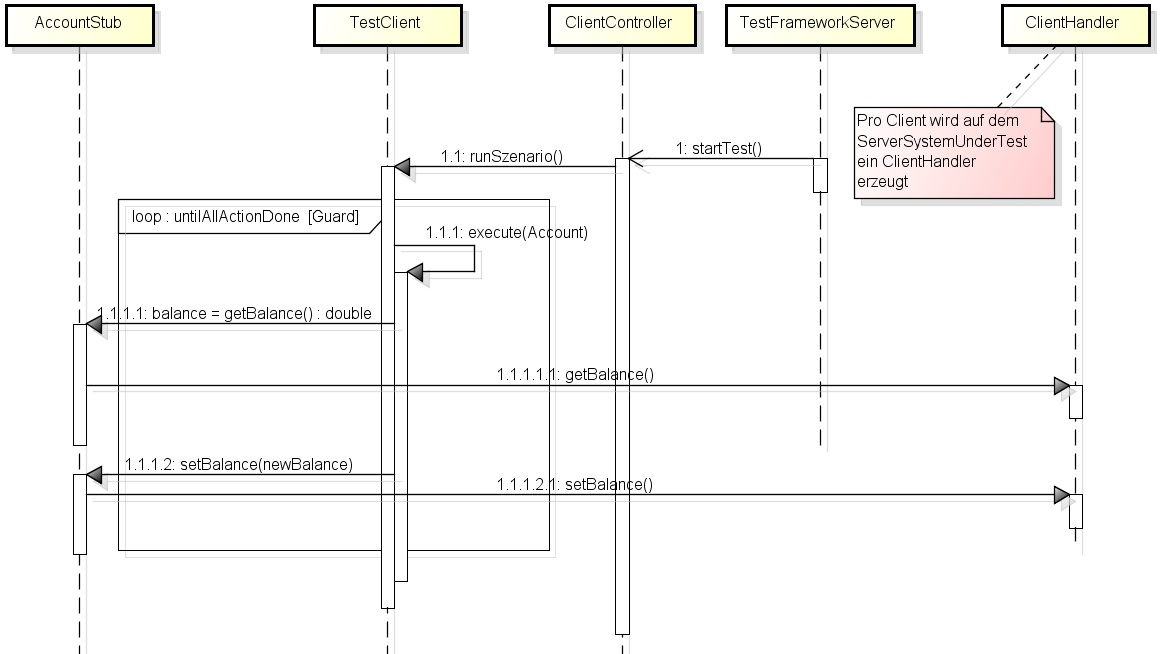 AccountStub
TestClient
ClientController
TestFrameworkServer
ClientHandler
Pro Client wird auf dem
ServerSystemUnderTest
ein ClientHandler
erzeugt
1: startTest()
1.1: runSzenario()
loop : untilAllActionDone [Guard]
1.1.1: execute(Account)
1.1.1.1: balance = getBalance() : double
1.1.1.1.1: getBalance()
1.1.1.2: setBalance(newBalance)
1.1.1.2.1: setBalance()